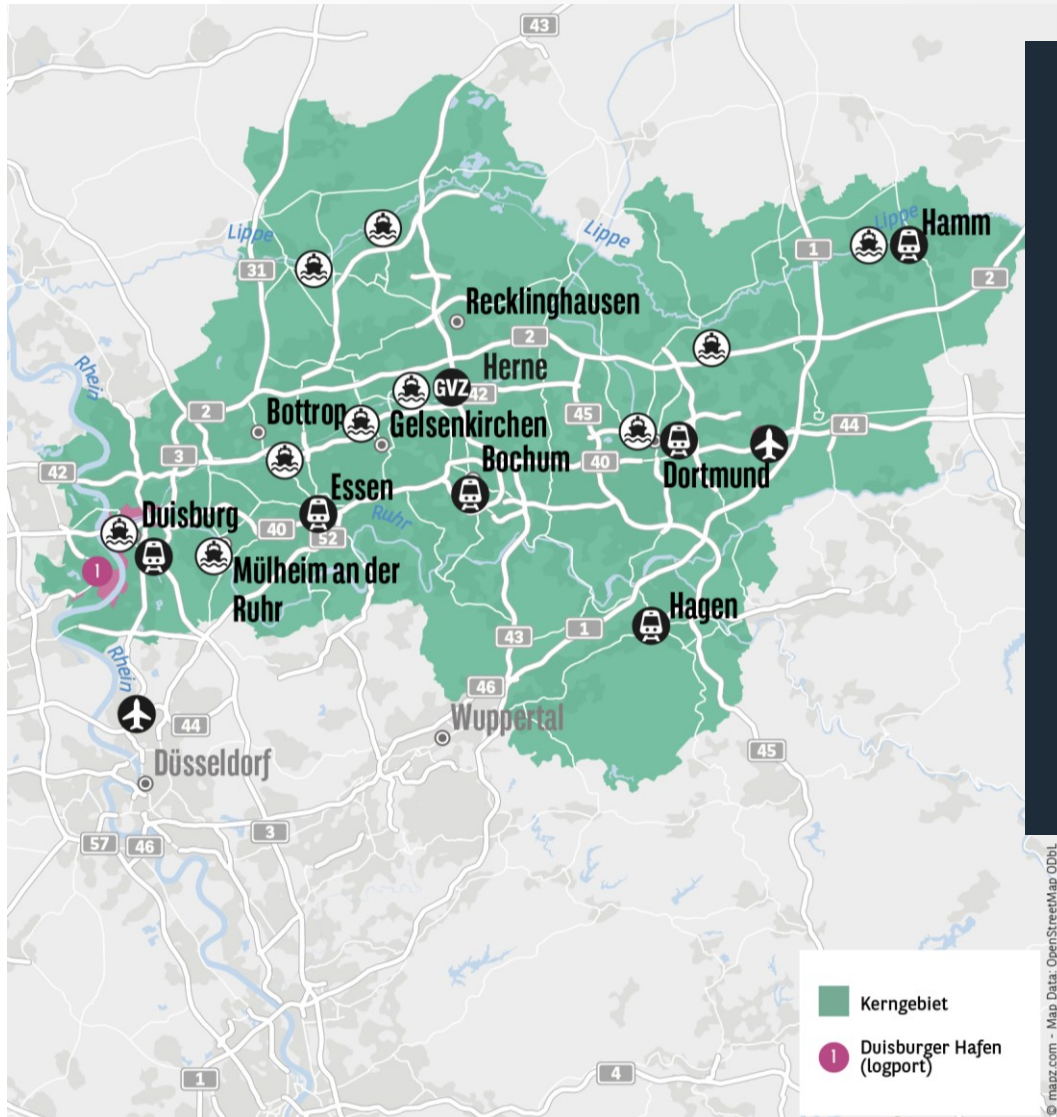 43
Lippe
Hamm
Lippe
Lippe
1
31
2
Recklinghausen
2
Rhein
Herne
GVZ
42
2
Bottrop
Gelsenkirchen
45
44
3
Bochum
40
Dortmund
42
Essen
Duisburg
Ruhr
40
52
1
Mülheim an der
Ruhr
Hagen
43
1
Rhein
46
44
Wuppertal
45
Düsseldorf
3
57
46
Kerngebiet
1
Duisburger Hafen
(logport)
1
4
© mapz.com - Map Data: OpenStreetMap ODbL